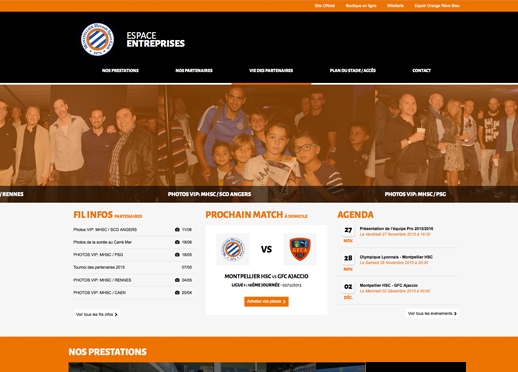 Site Officiel Boutique en ligne Billetterie Espoir Orange Rêve Bleu
ESPACE
ENTREPRISES
NOS PRESTATIONS NOS PARTENAIRES VIE DES PARTENAIRES PLAN DU STADE / ACCÈS CONTACT
/ RENNES PHOTOS VIP: MHSC / SCO ANGERS PHOTOS VIP: MHSC / PSG
FIL INFOS PARTENAIRES
Photos VIP: MHSC / SCO ANGERS 11/08
Photos de la soirée au Carré Mer 18/06
PHOTOS VIP: MHSC / PSG 18/05
Tournoi des partenaires 2015 07/05
PHOTOS VIP: MHSC / RENNES 04/05
PHOTOS VIP: MHSC / CAEN 20/04
Voir tous les fils infos
PROCHAIN MATCH À DOMICILE
VS
GFCA
MONTPELLIER HSC VS GFC AJACCIO
LIGUE 1 16ÈME JOURNÉE - 02/12/2015
Achetez vos places
AGENDA
27 NOV. Présentation de l'équipe Pro 2015/2016
Le Vendredi 27 Novembre 2015 à 18:30
28 NOV. Olympique Lyonnais - Montpellier HSC
Le Samedi 28 Novembre 2015 à 20:00
02 DÉC. Montpellier HSC - GFC Ajaccio
Le Mercredi 02 Décembre 2015 à 00:00
Voir tous les événements
NOS PRESTATIONS